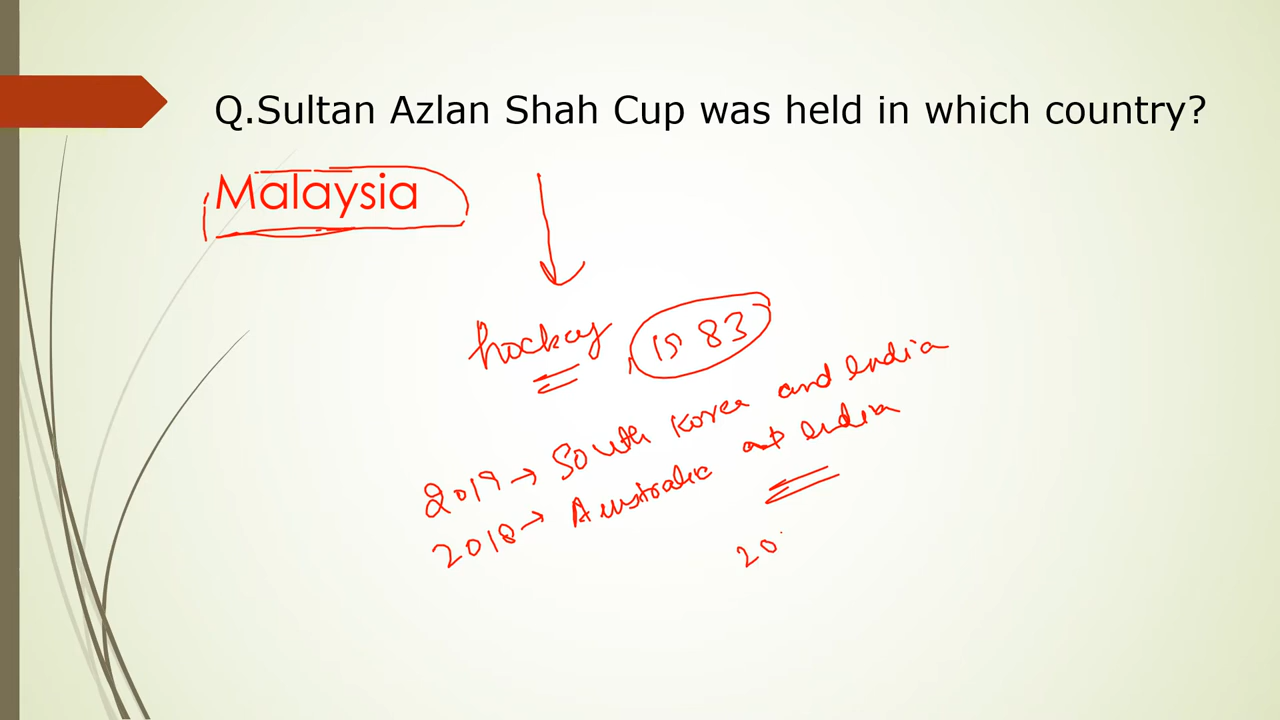 Q.Sultan Azlan Shah Cup was held in which country?
Malaysia
hockey 1983
2019 → South Korea and India
2018 → Australia India
20